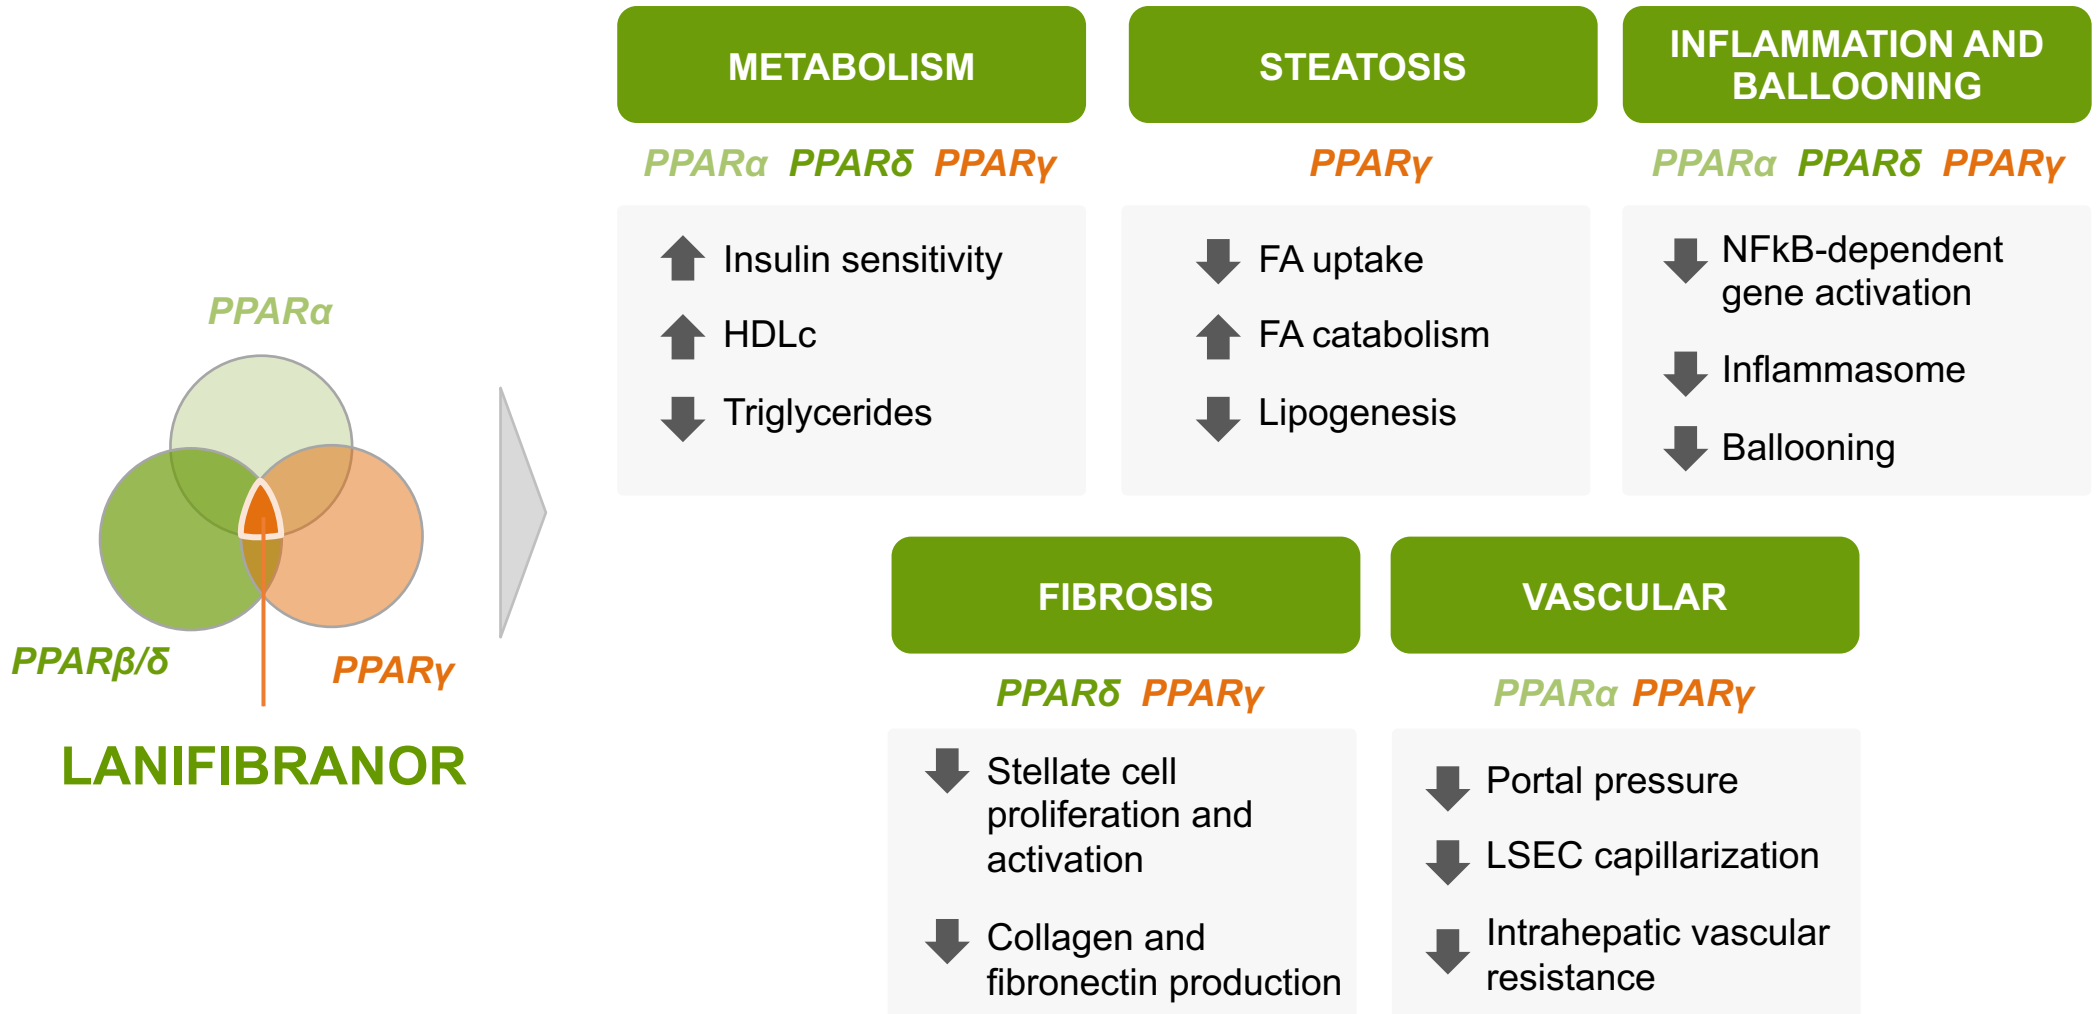 PPARα
PPARβ/δ
PPARγ
LANIFIBRANOR
METABOLISM
PPARα PPARδ PPARγ
Insulin sensitivity
HDLc
Triglycerides
STEATOSIS
PPARγ
FA uptake
FA catabolism
Lipogenesis
INFLAMMATION AND
BALLOONING
PPARα PPARδ PPARγ
NFkB-dependent
gene activation
Inflammasome
Ballooning
FIBROSIS
PPARδ PPARγ
Stellate cell
proliferation and
activation
Collagen and
fibronectin production
VASCULAR
PPARα PPARγ
Portal pressure
LSEC capillarization
Intrahepatic vascular
resistance